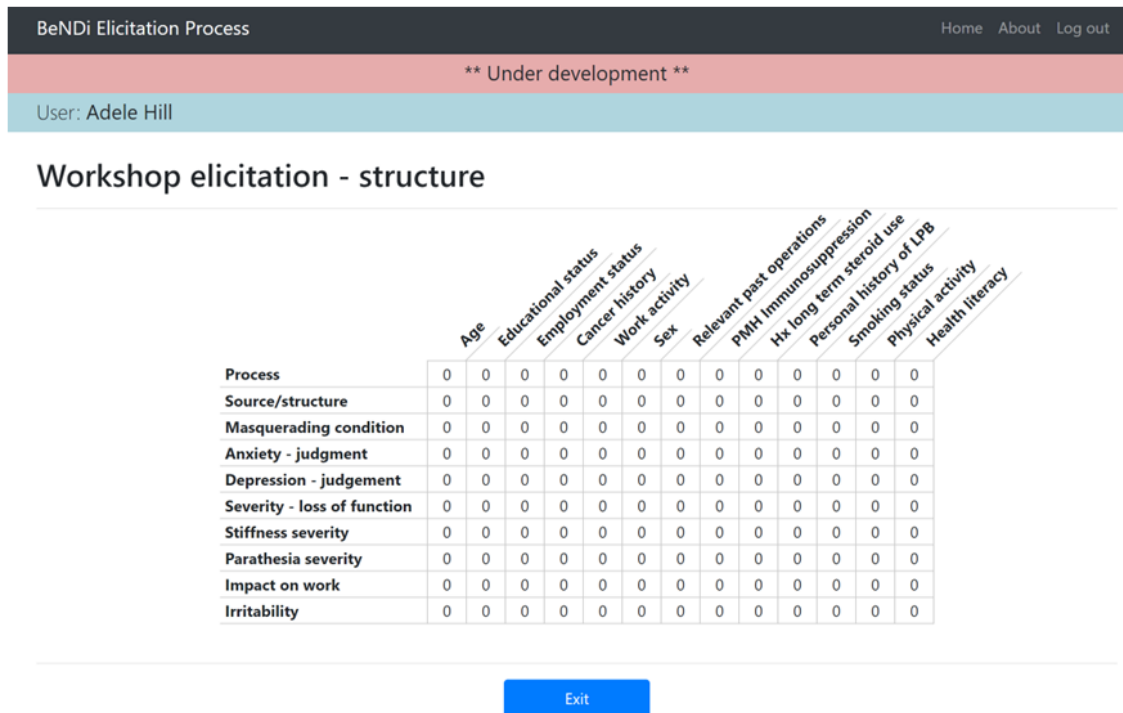 BeNDi Elicitation Process Home About Log out
** Under development **
User: Adele Hill
Workshop elicitation - structure
Age Educational status Employment status Cancer history Work activity Sex Relevant past operations PMH Immunosuppression Hx long term steroid use Personal history of LPB Smoking status Physical activity Health literacy
Process 0 0 0 0 0 0 0 0 0 0 0 0 0
Source/structure 0 0 0 0 0 0 0 0 0 0 0 0 0
Masquerading condition 0 0 0 0 0 0 0 0 0 0 0 0 0
Anxiety - judgment 0 0 0 0 0 0 0 0 0 0 0 0 0
Depression - judgement 0 0 0 0 0 0 0 0 0 0 0 0 0
Severity - loss of function 0 0 0 0 0 0 0 0 0 0 0 0 0
Stiffness severity 0 0 0 0 0 0 0 0 0 0 0 0 0
Parathesia severity 0 0 0 0 0 0 0 0 0 0 0 0 0
Impact on work 0 0 0 0 0 0 0 0 0 0 0 0 0
Irritability 0 0 0 0 0 0 0 0 0 0 0 0 0
Exit